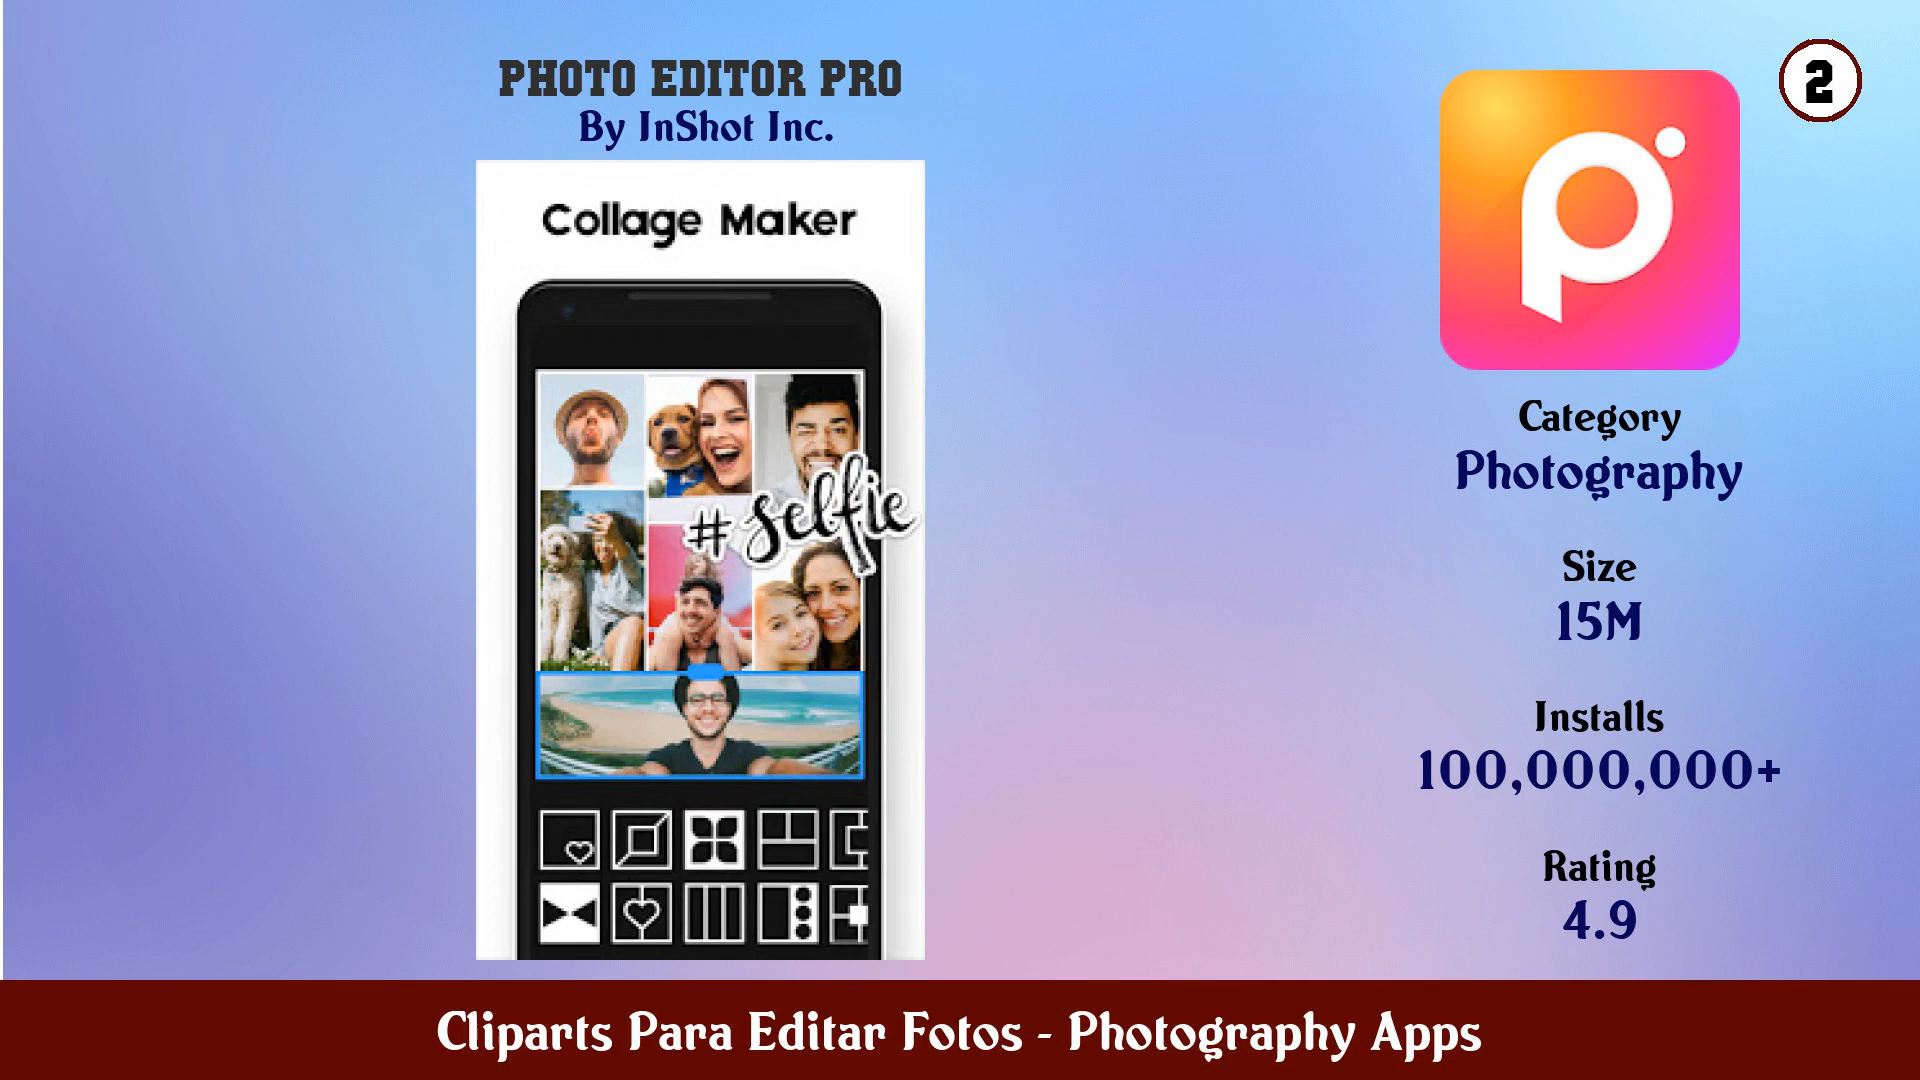 PHOTO EDITOR PRO
By InShot Inc.
Collage Maker
#selfie
2
Category
Photography
Size
15M
Installs
100,000,000+
Rating
4.9
Cliparts Para Editar Fotos - Photography Apps